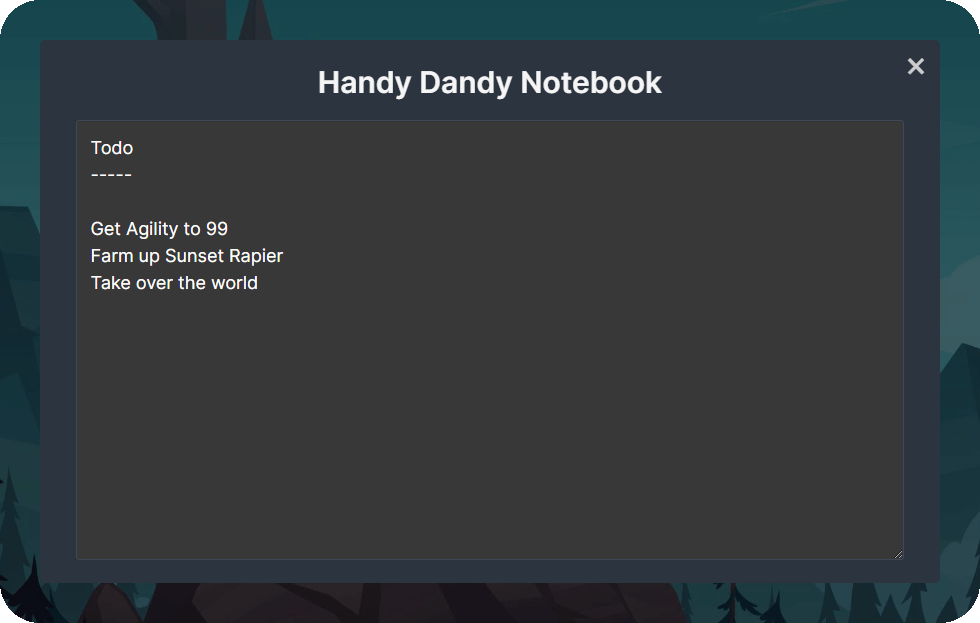 Handy Dandy Notebook
Todo
-----
Get Agility to 99
Farm up Sunset Rapier
Take over the world